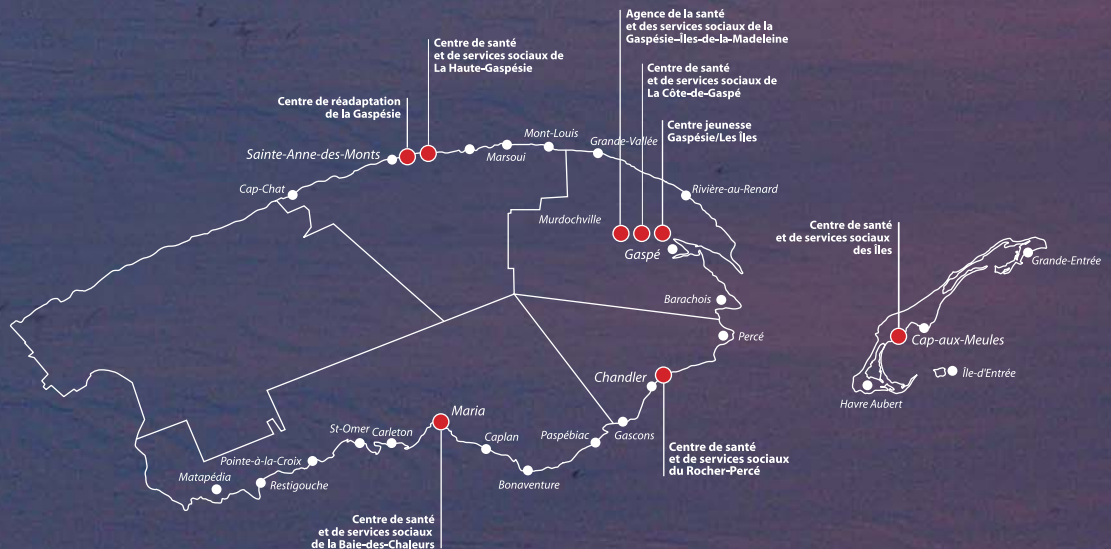 Agence de la santé
et des services sociaux de la
Gaspésie–Îles-de-la-Madeleine
Centre de santé
et de services sociaux de
La Haute-Gaspésie
Centre de santé
et de services sociaux de
La Côte-de-Gaspé
Centre de réadaptation
de la Gaspésie
Centre jeunesse
Gaspésie/Les Îles
Sainte-Anne-des-Monts
Marsoui
Mont-Louis
Grande-Vallée
Cap-Chat
Rivière-au-Renard
Murdochville
Gaspé
Centre de santé
et de services sociaux
des Îles
Grande-Entrée
Barachois
Percé
Cap-aux-Meules
Île-d'Entrée
Havre Aubert
Chandler
Maria
St-Omer
Carleton
Caplan
Paspébiac
Gascons
Pointe-à-la-Croix
Matapédia
Restigouche
Bonaventure
Centre de santé
et de services sociaux
du Rocher-Percé
Centre de santé
et de services sociaux
de la Baie-des-Chaleurs